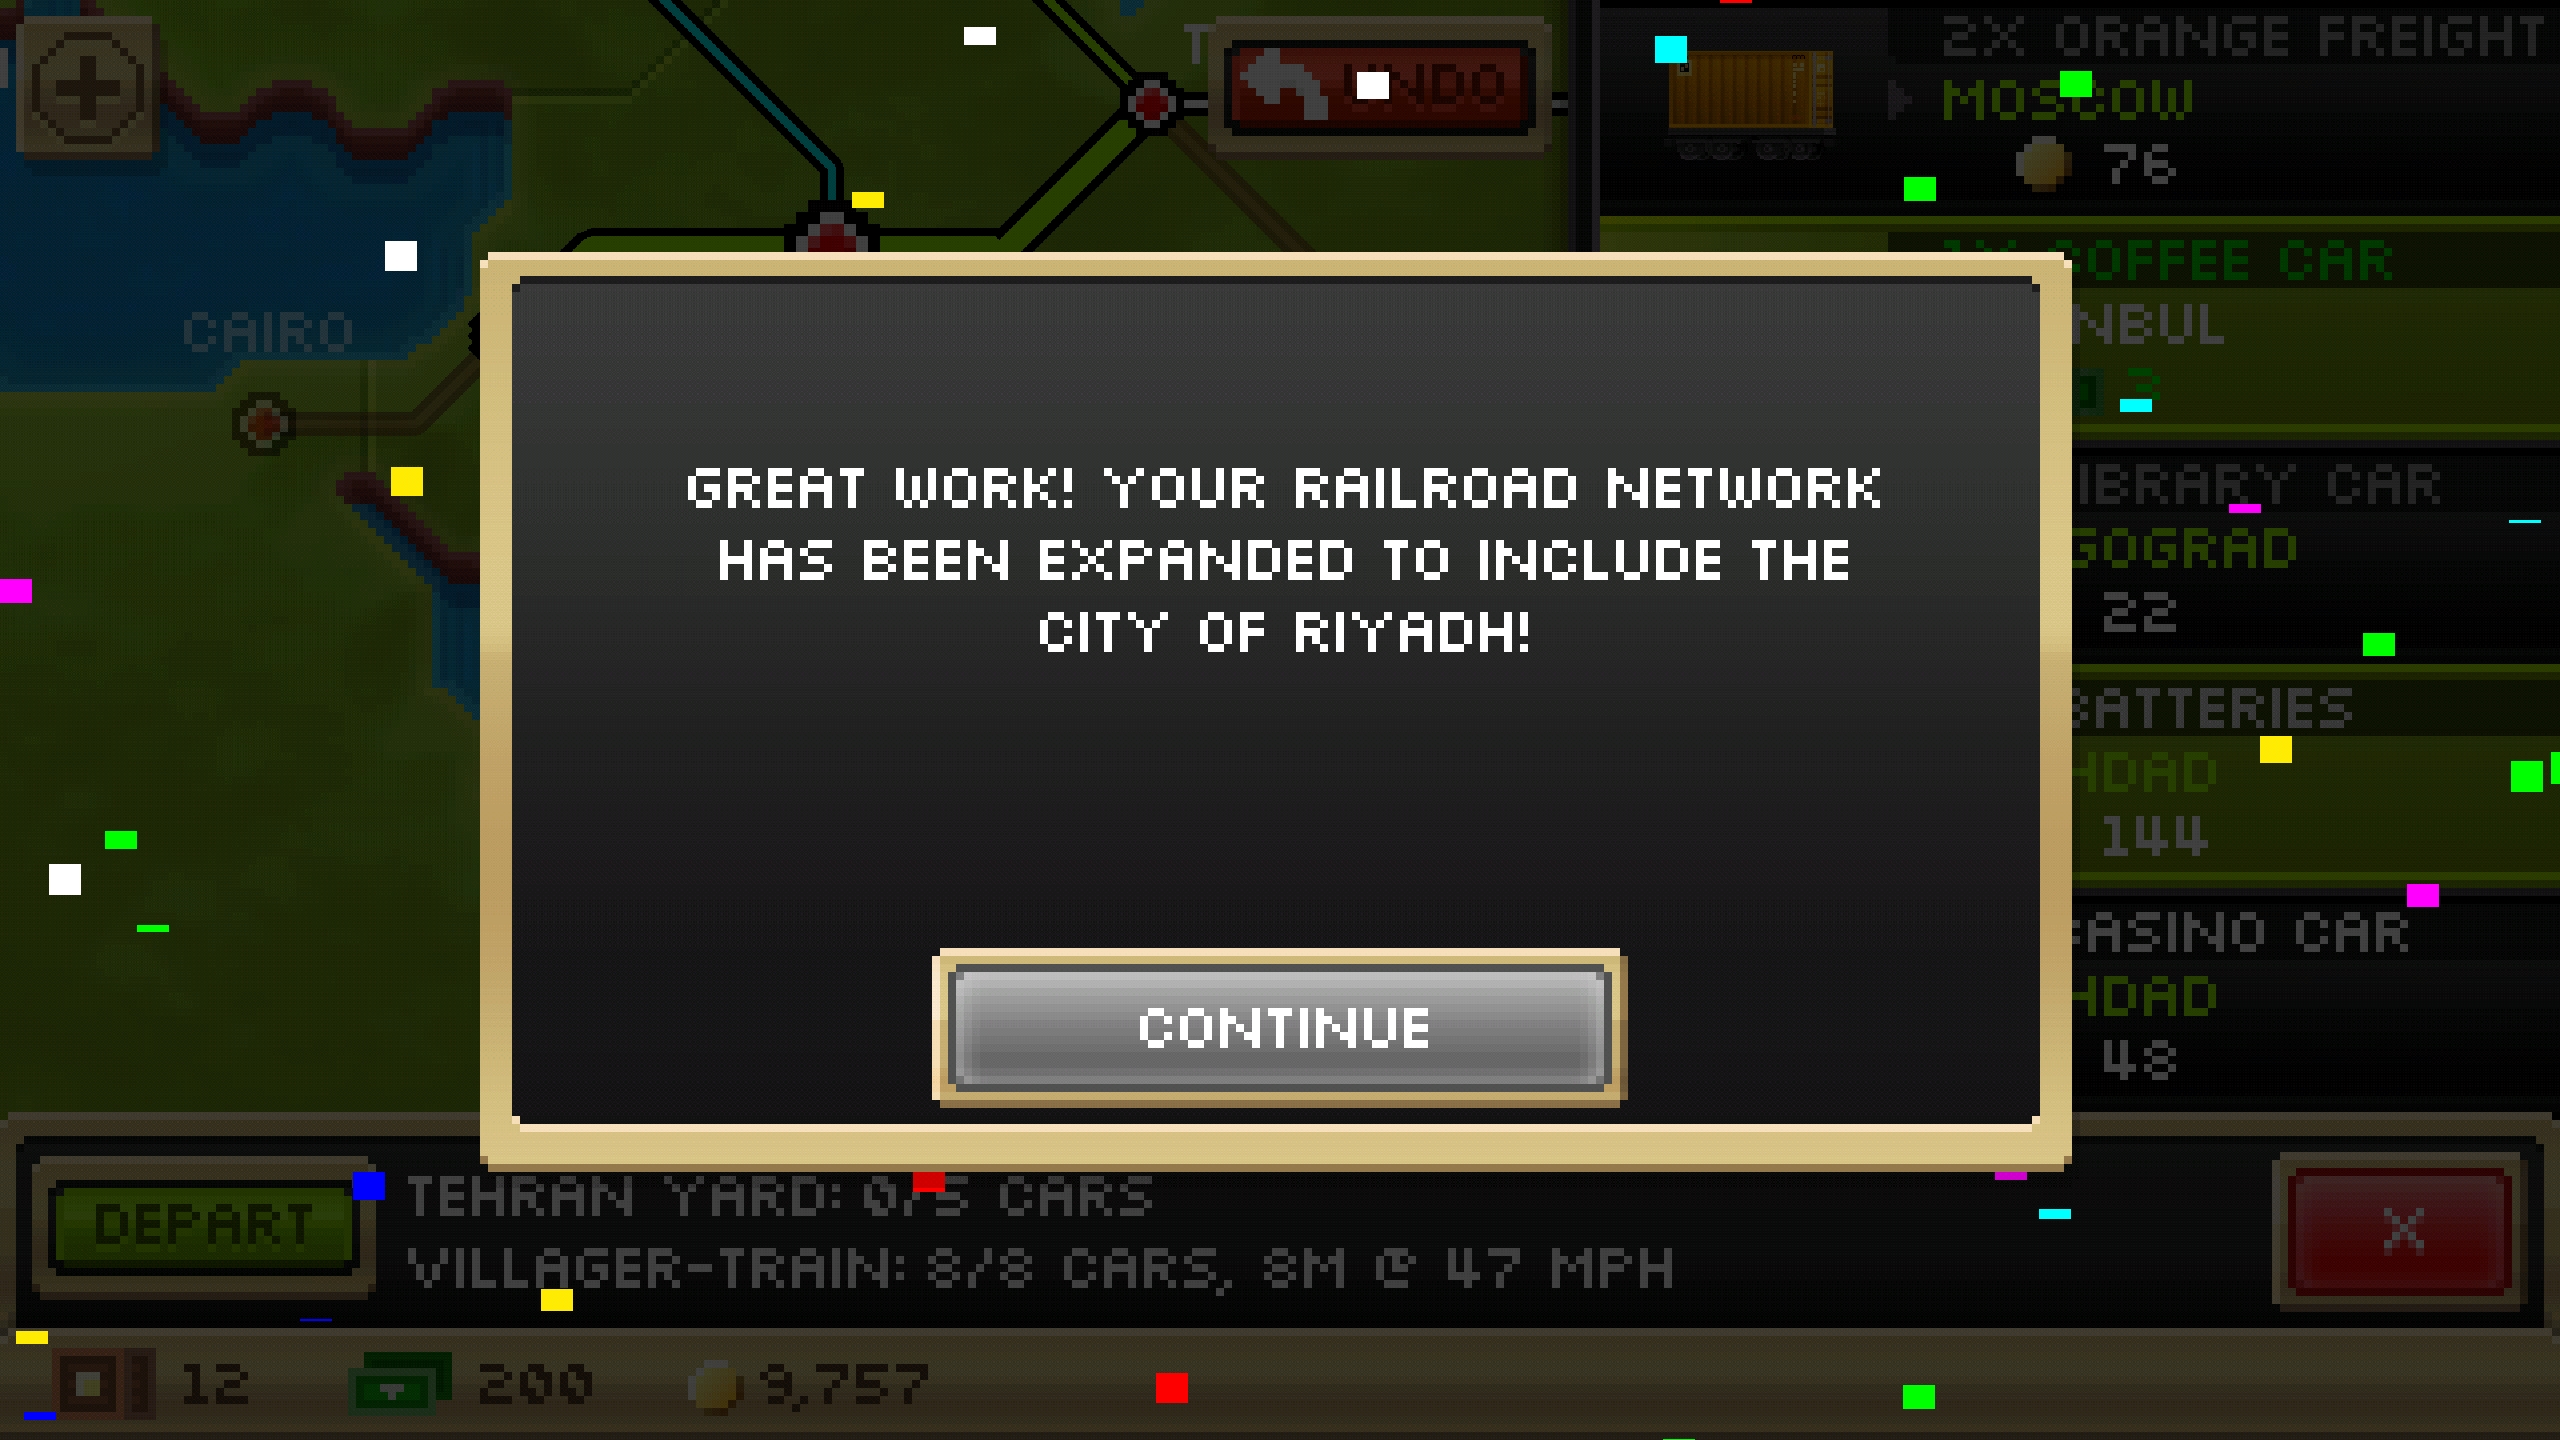 UNDO
2X ORANGE FREIGHT
MOSCOW
76
COFFEE CAR
NBUL
3
CAIRO
GREAT WORK! YOUR RAILROAD NETWORK
HAS BEEN EXPANDED TO INCLUDE THE
CITY OF RIYADH!
CONTINUE
IBRARY CAR
GOGRAD
22
BATTERIES
HDAD
144
CASINO CAR
HDAD
48
DEPART
TEHRAN YARD: 0/5 CARS
VILLAGER-TRAIN: 8/8 CARS, 8M @ 47 MPH
X
12
200
9,757